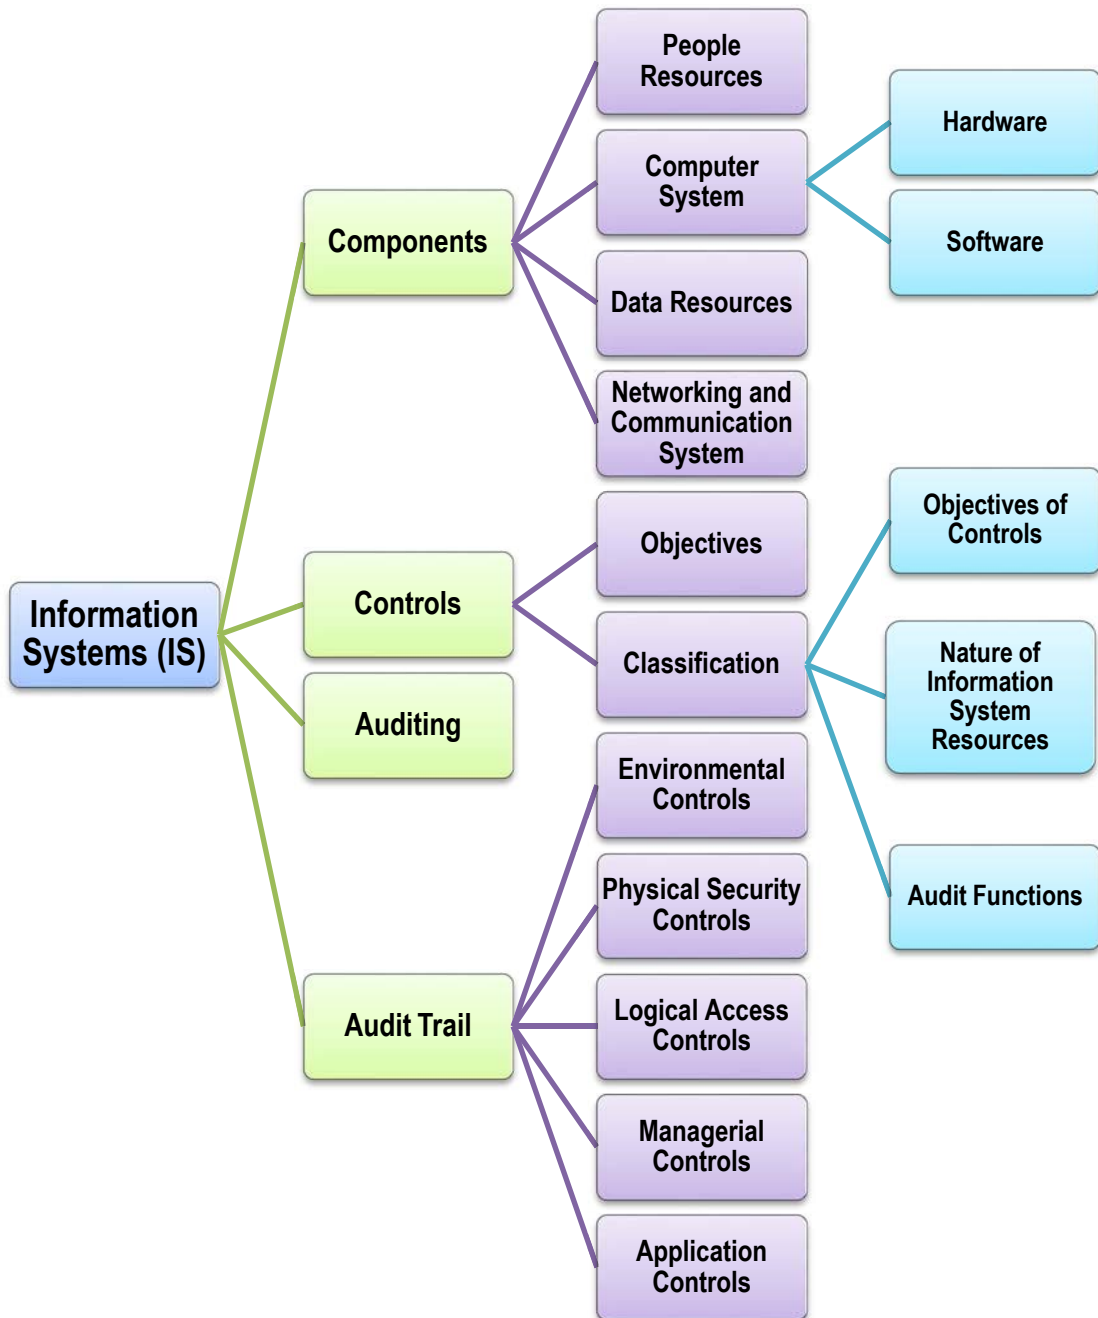 Information
Systems (IS)
Components
People
Resources
Computer
System
Hardware
Software
Data Resources
Networking and
Communication
System
Controls
Objectives
Classification
Objectives of
Controls
Nature of
Information
System
Resources
Audit Functions
Auditing
Audit Trail
Environmental
Controls
Physical Security
Controls
Logical Access
Controls
Managerial
Controls
Application
Controls